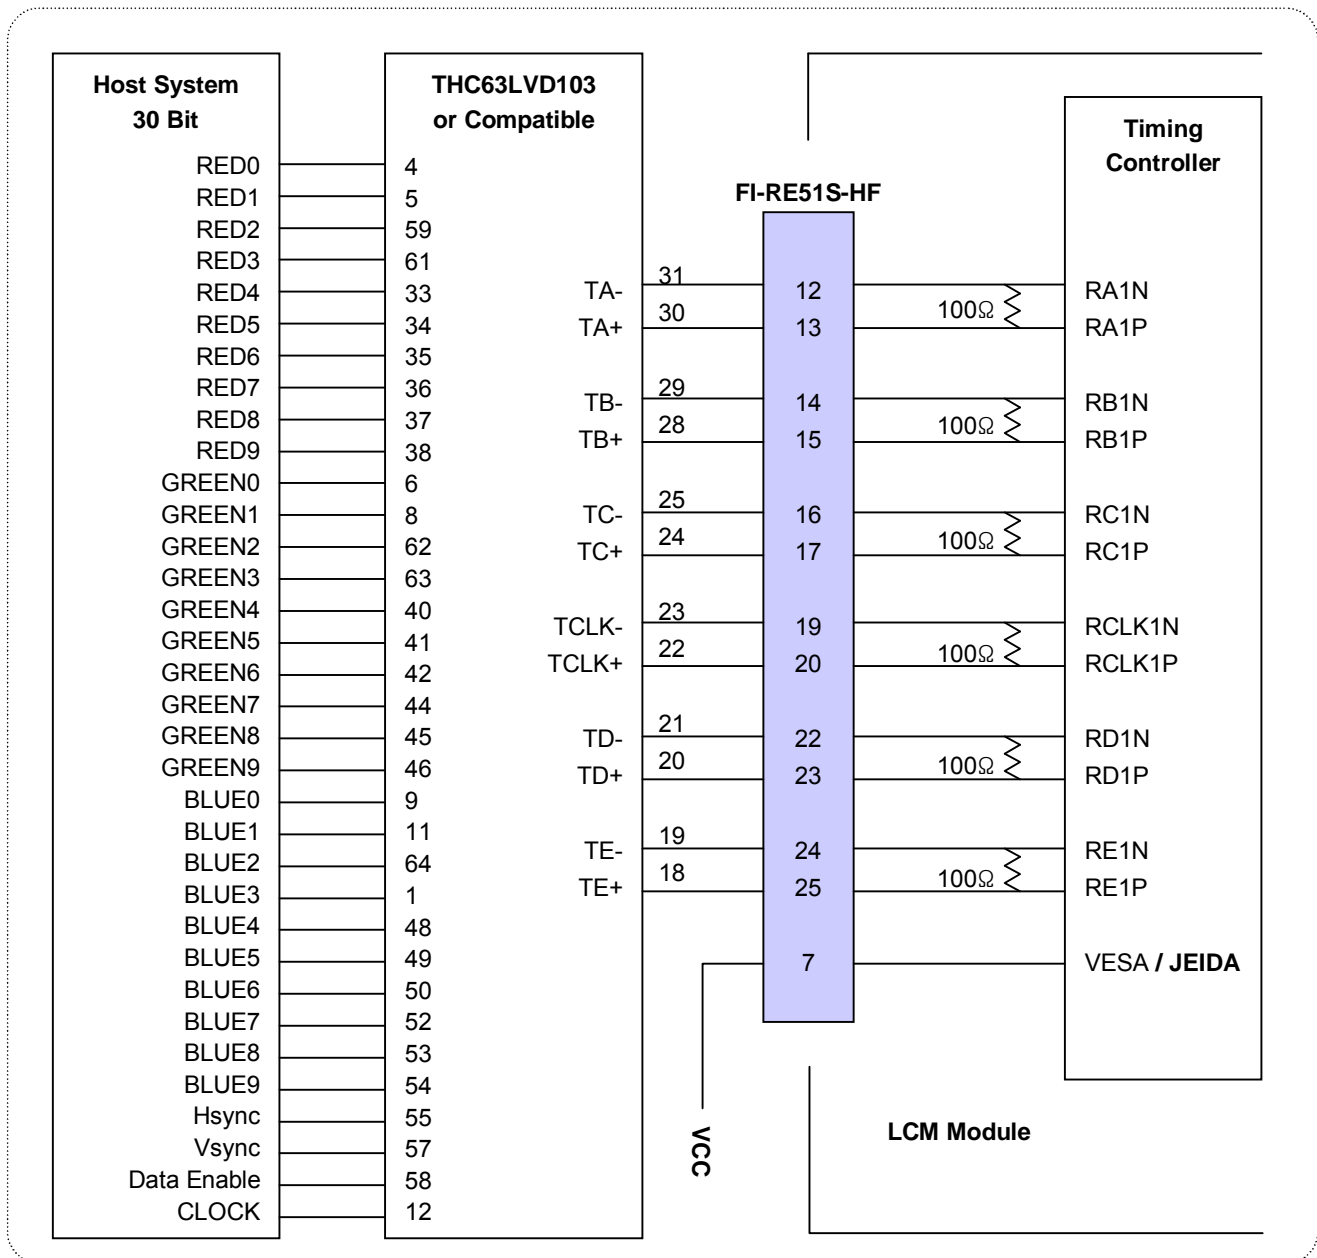 Host System
30 Bit
RED0
RED1
RED2
RED3
RED4
RED5
RED6
RED7
RED8
RED9
GREEN0
GREEN1
GREEN2
GREEN3
GREEN4
GREEN5
GREEN6
GREEN7
GREEN8
GREEN9
BLUE0
BLUE1
BLUE2
BLUE3
BLUE4
BLUE5
BLUE6
BLUE7
BLUE8
BLUE9
Hsync
Vsync
Data Enable
CLOCK
THC63LVD103
or Compatible
4
5
59
61
33
34
35
36
37
38
6
8
62
63
40
41
42
44
45
46
9
11
64
1
48
49
50
52
53
54
55
57
58
12
TA-
TA+
TB-
TB+
TC-
TC+
TCLK-
TCLK+
TD-
TD+
TE-
TE+
31
30
29
28
25
24
23
22
21
20
19
18
VCC
FI-RE51S-HF
12
13
14
15
16
17
19
20
22
23
24
25
7
100Ω
100Ω
100Ω
100Ω
100Ω
100Ω
Timing
Controller
RA1N
RA1P
RB1N
RB1P
RC1N
RC1P
RCLK1N
RCLK1P
RD1N
RD1P
RE1N
RE1P
VESA / JEIDA
LCM Module